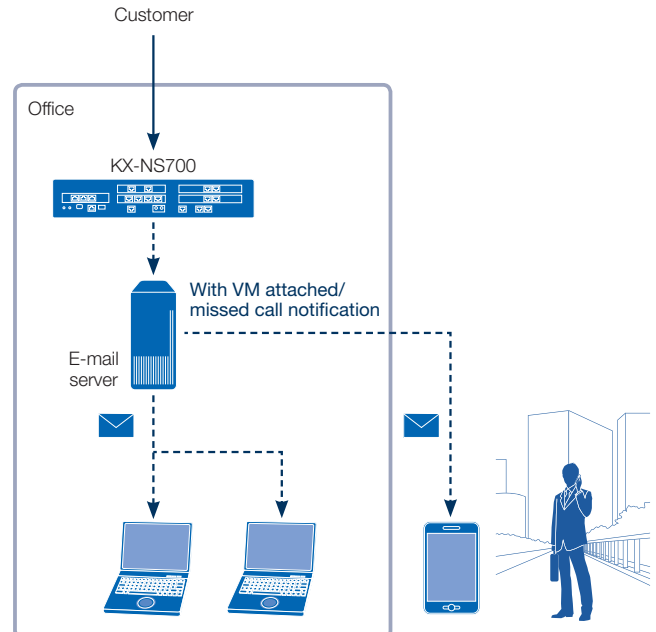 Customer
Office
KX-NS700
With VM attached/
missed call notification
E-mail
server